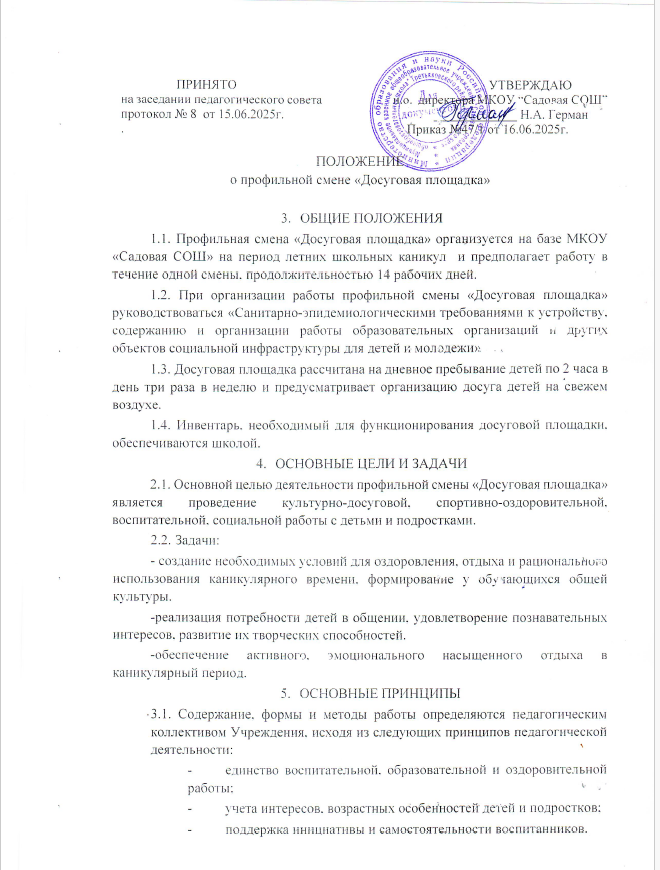 ПРИНЯТО
на заседании педагогического совета
протокол № 8 от 15.06.2025г.
.
УТВЕРЖДАЮ
и.о. директора МКОУ "Садовая СОШ"
Н.А. Герман
Приказ №47/1 от 16.06.2025г.
ПОЛОЖЕНИЕ
о профильной смене «Досуговая площадка»
3. ОБЩИЕ ПОЛОЖЕНИЯ
1.1. Профильная смена «Досуговая площадка» организуется на базе МКОУ
«Садовая СОШ» на период летних школьных каникул и предполагает работу в
течение одной смены, продолжительностью 14 рабочих дней.
1.2. При организации работы профильной смены «Досуговая площадка»
руководствоваться «Санитарно-эпидемиологическими требованиями к устройству,
содержанию и организации работы образовательных организаций и других
объектов социальной инфраструктуры для детей и молодежи».
1.3. Досуговая площадка рассчитана на дневное пребывание детей по 2 часа в
день три раза в неделю и предусматривает организацию досуга детей на свежем
воздухе.
1.4. Инвентарь, необходимый для функционирования досуговой площадки,
обеспечиваются школой.
4. ОСНОВНЫЕ ЦЕЛИ И ЗАДАЧИ
2.1. Основной целью деятельности профильной смены «Досуговая площадка»
является проведение культурно-досуговой, спортивно-оздоровительной,
воспитательной, социальной работы с детьми и подростками.
2.2. Задачи:
- создание необходимых условий для оздоровления, отдыха и рационального
использования каникулярного времени, формирование у обучающихся общей
культуры.
-реализация потребности детей в общении, удовлетворение познавательных
интересов, развитие их творческих способностей.
-обеспечение активного, эмоционального насыщенного отдыха в
каникулярный период.
5. ОСНОВНЫЕ ПРИНЦИПЫ
3.1. Содержание, формы и методы работы определяются педагогическим
коллективом Учреждения, исходя из следующих принципов педагогической
деятельности:
- единство воспитательной, образовательной и оздоровительной
работы;
- учета интересов, возрастных особенностей детей и подростков;
- поддержка инициативы и самостоятельности воспитанников.